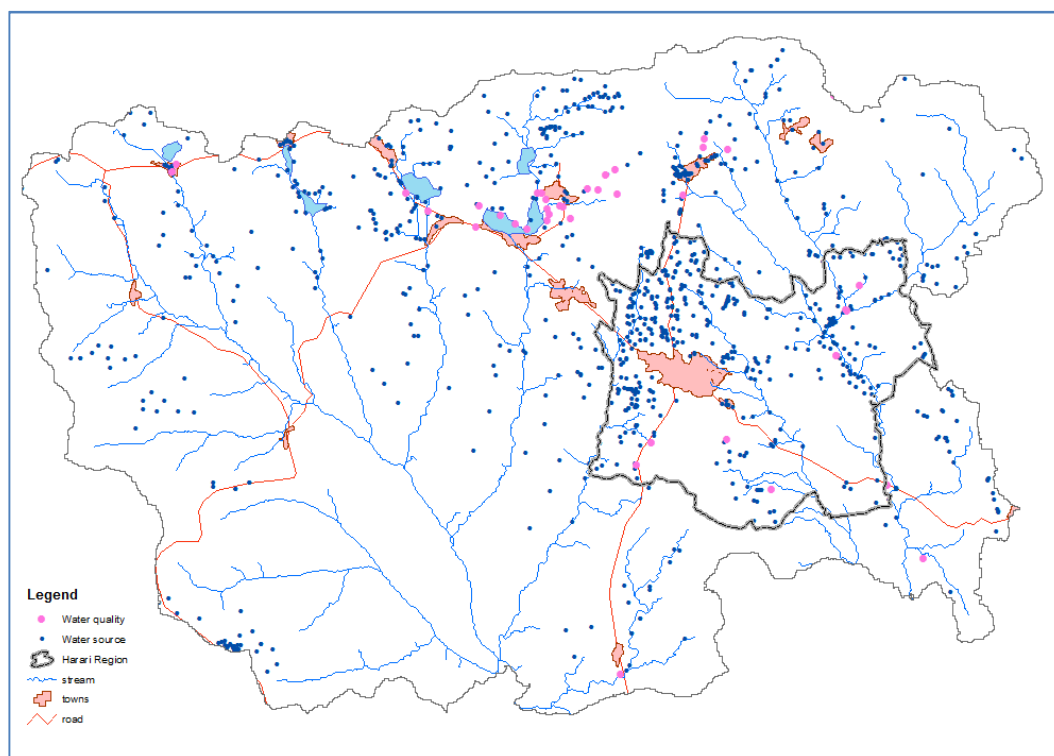 Legend
Water quality
Water source
Harari Region
stream
towns
road